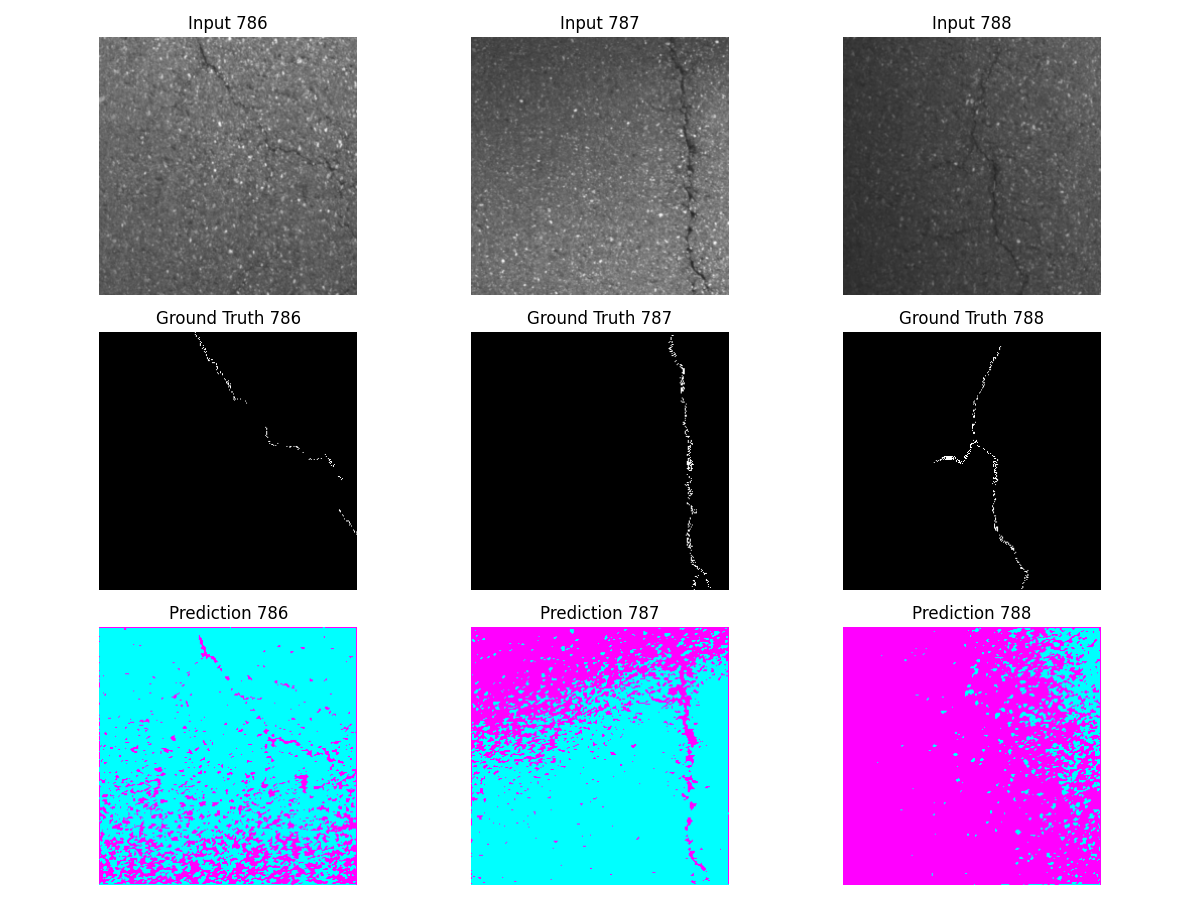 Input 786
Input 787
Input 788
Ground Truth 786
Ground Truth 787
Ground Truth 788
Prediction 786
Prediction 787
Prediction 788